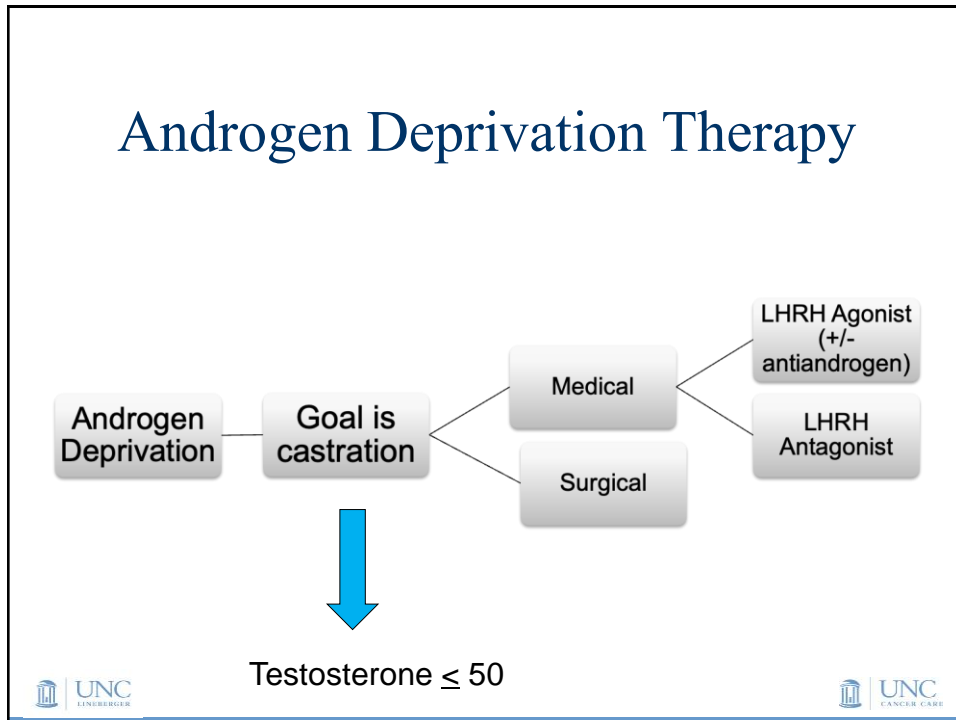 Androgen Deprivation Therapy
Androgen
Deprivation
Goal is
castration
Medical
Surgical
LHRH Agonist
(+/-
antiandrogen)
LHRH
Antagonist
Testosterone ≤ 50
UNC
LINEBERGER
UNC
CANCER CARE